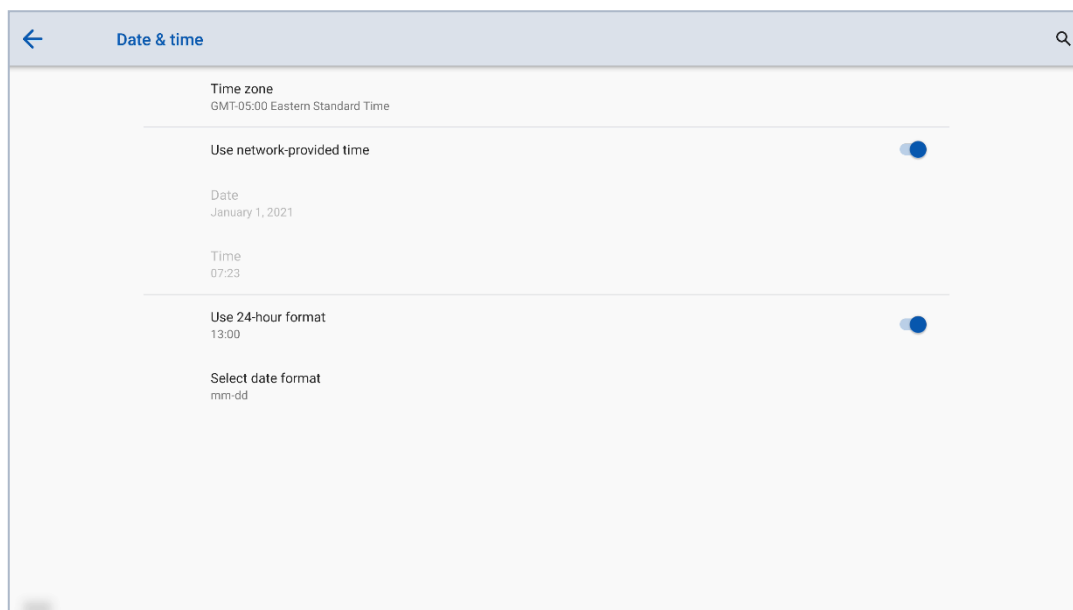 Date & time
Time zone
GMT-05:00 Eastern Standard Time
Use network-provided time
Date
January 1, 2021
Time
07:23
Use 24-hour format
13:00
Select date format
mm-dd